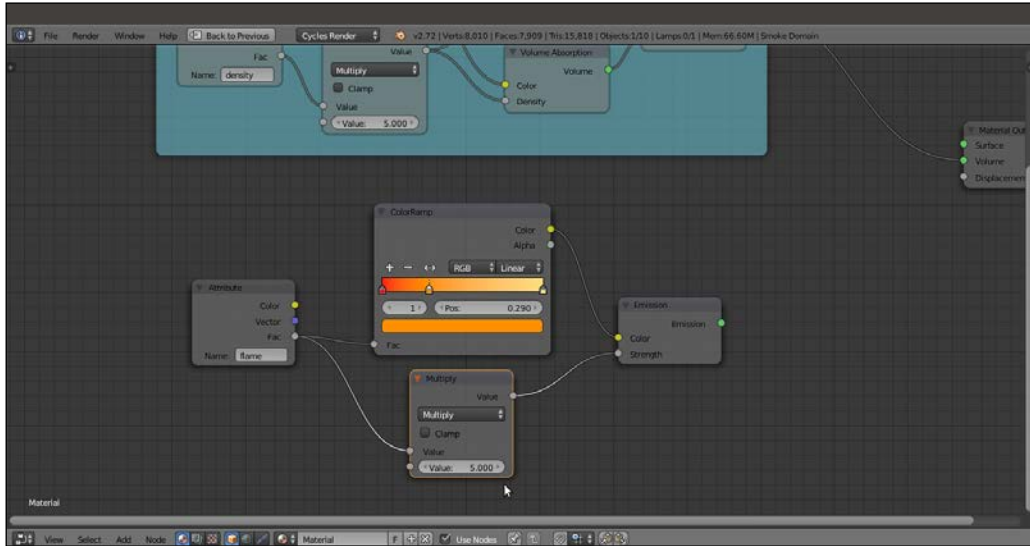 File Render Window Help Back to Previous Cycles Render v2.72 | Verts:8,010 | Faces:7,909 | Tris:15,818 | Objects:1/10 | Lamps:0/1 | Mem:66.60M | Smoke Domain
Fac
Name: density
Value
Multiply
Clamp
Value
Value: 5.000
Volume Absorption
Volume
Color
Density
Material Out
Surface
Volume
Displacemen
ColorRamp
Color
Alpha
RGB Linear
1 Pos: 0.290
Fac
Attribute
Color
Vector
Fac
Name: flame
Emission
Emission
Color
Strength
Multiply
Value
Multiply
Clamp
Value
Value: 5.000
Material
View Select Add Node Material F Use Nodes